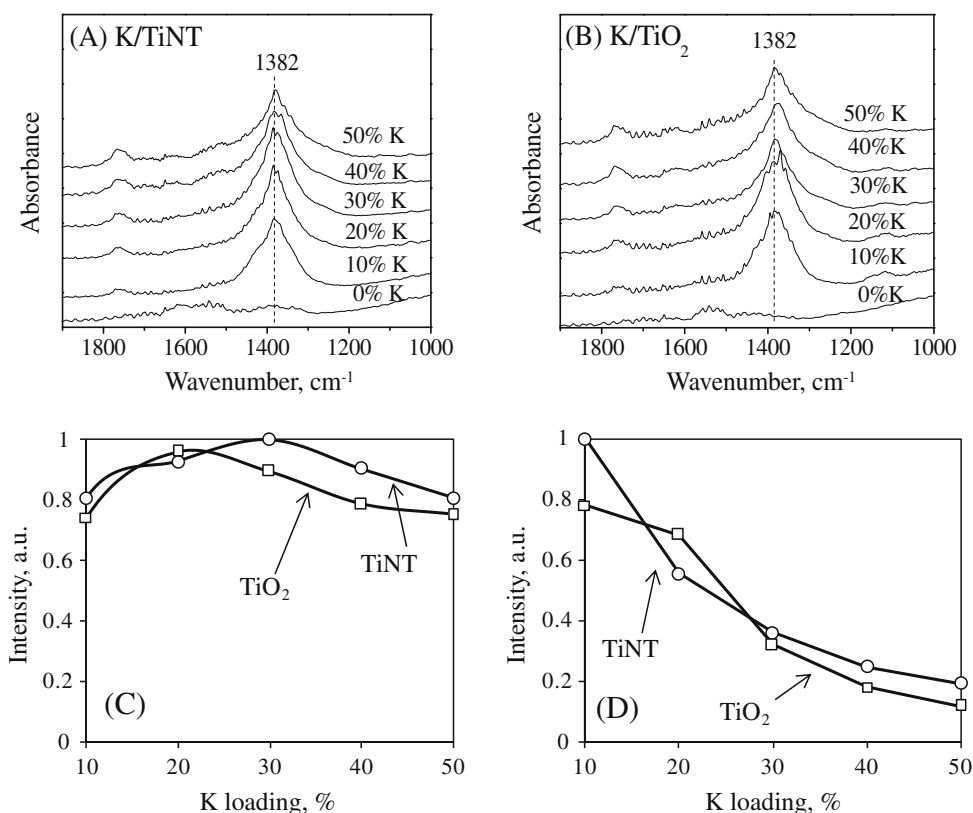 (A) K/TiNT
1382
50% K
40% K
30% K
20% K
10% K
0% K
Absorbance
1800 1600 1400 1200 1000
Wavenumber, cm⁻¹
(B) K/TiO₂
1382
50% K
40%K
30%K
20%K
10%K
0%K
Absorbance
1800 1600 1400 1200 1000
Wavenumber, cm⁻¹
1
0.8
0.6
0.4
0.2
0
Intensity, a.u.
TiO₂
TiNT
(C)
10 20 30 40 50
K loading, %
1
0.8
0.6
0.4
0.2
0
Intensity, a.u.
TiNT
TiO₂
(D)
10 20 30 40 50
K loading, %